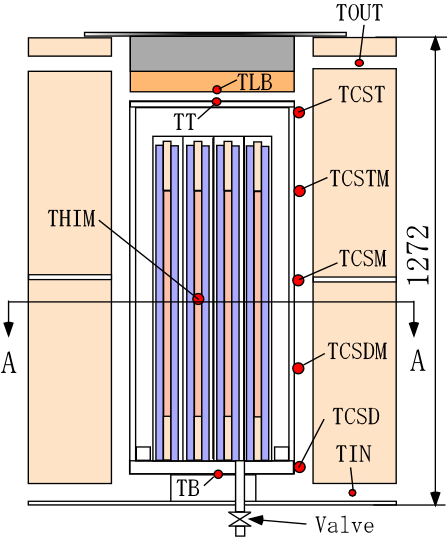 TOUT
TLB
TCST
TT
TCSTM
THIM
TCSM
1272
A
A
TCSDM
TCSD
TIN
TB
Valve